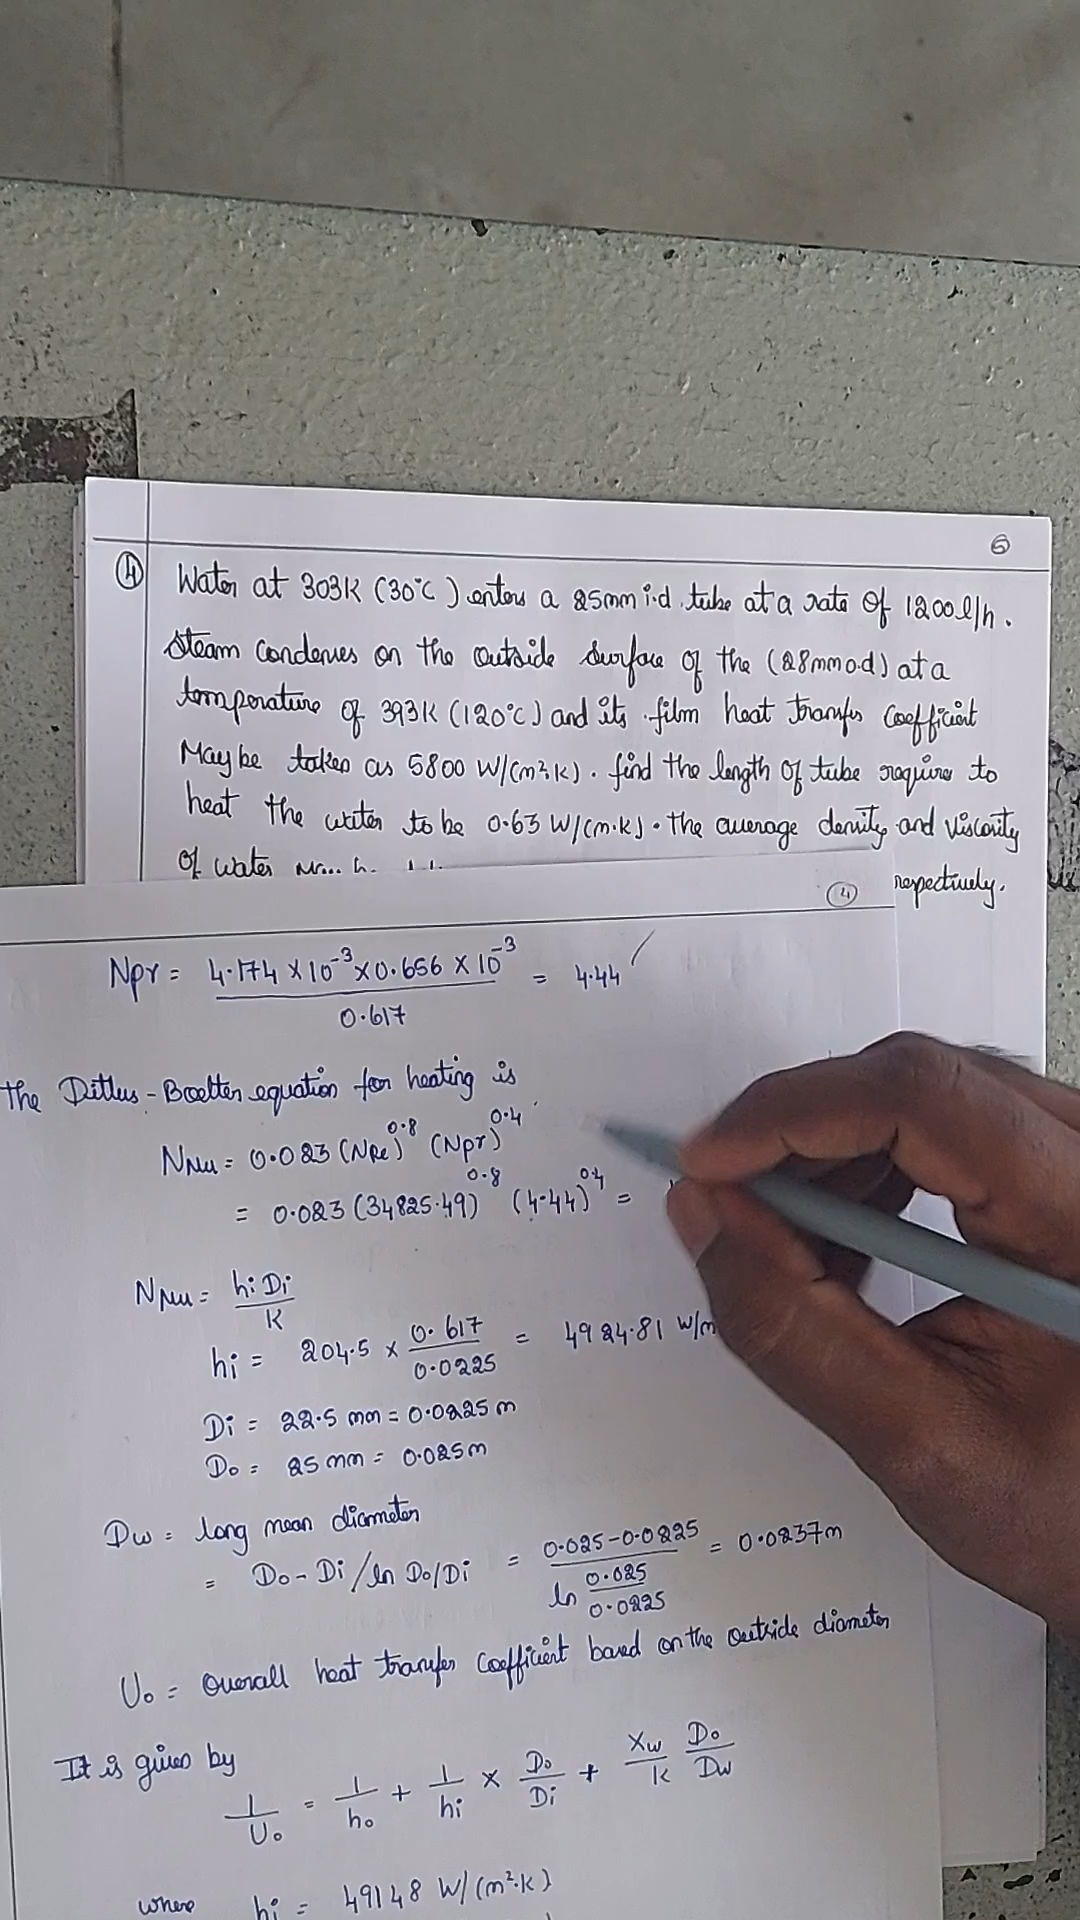 5
4 Water at 303K (30°C) enters a 25mm i.d. tube at a rate of 1200 l/h.
Steam condenses on the outside surface of the (28mm o.d) at a
temperature of 393K (120°C) and its film heat transfer coefficient
May be taken as 5800 W/(m².K). find the length of tube require to
heat the water to be 0.63 W/(m.K). the average density and viscosity
of water
respectively.
4
Npr = 4.174 × 10⁻³ × 0.656 × 10⁻³ / 0.617 = 4.44
The Dittus-Boelter equation for heating is
NNu = 0.023 (NRe)^0.8 (Npr)^0.4
= 0.023 (34825.49)^0.8 (4.44)^0.4 =
NNu = hi Di / K
hi = 204.5 × 0.617 / 0.0225 = 4924.81 W/m
Di = 22.5 mm = 0.0225 m
Do = 25 mm = 0.025 m
Dw = long mean diameter
= Do - Di / ln Do/Di = 0.025 - 0.0225 / ln 0.025 / 0.0225 = 0.0237m
Uo = Overall heat transfer coefficient based on the outside diameter
It is given by
1/Uo = 1/ho + 1/hi × Do/Di + Xw/K Do/Dw
where hi = 49148 W/(m².K)